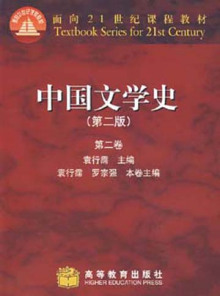 面向21世纪课程教材
Textbook Series for 21st Century
中国文学史
(第二版)
第二卷
袁行霈 主编
袁行霈 罗宗强 本卷主编
高等教育出版社
HIGHER EDUCATION PRESS